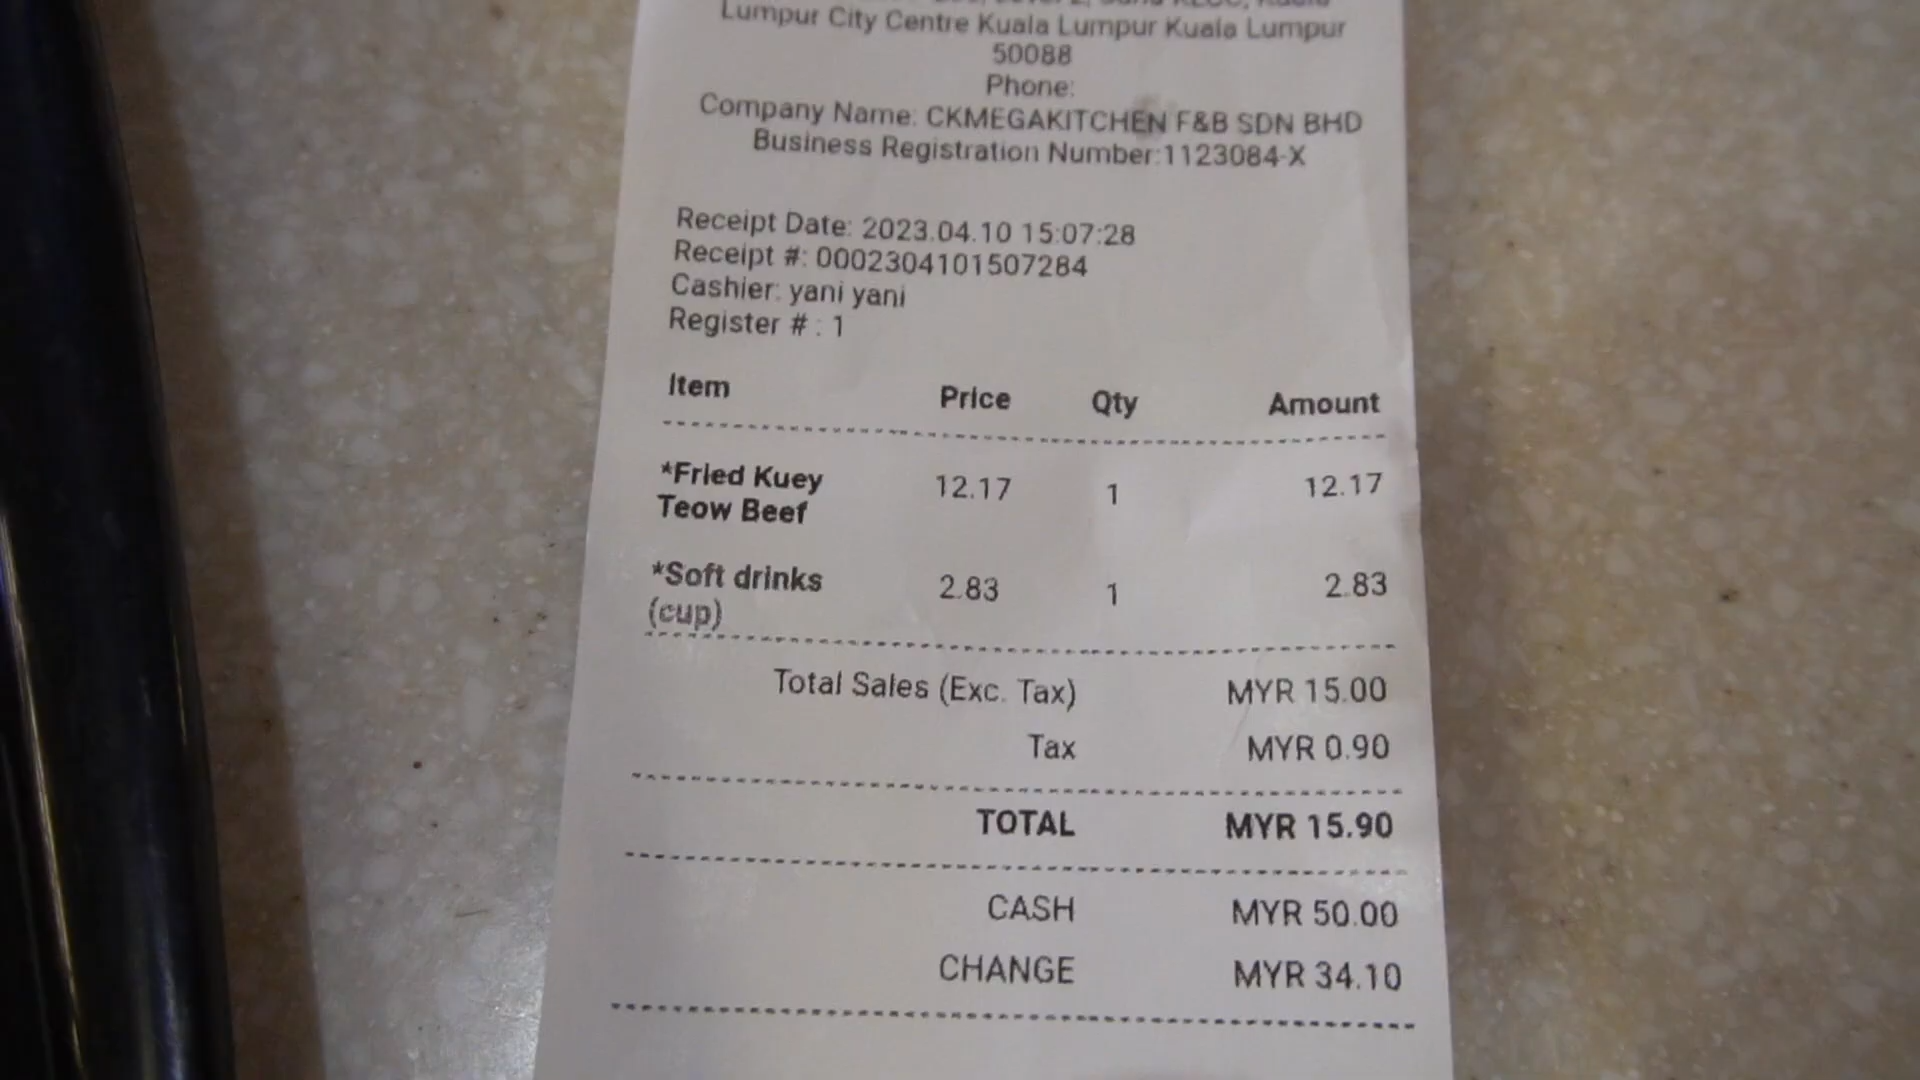 Lumpur City Centre Kuala Lumpur Kuala Lumpur
50088
Phone:
Company Name: CKMEGAKITCHEN F&B SDN BHD
Business Registration Number:1123084-X
Receipt Date: 2023.04.10 15:07:28
Receipt #: 0002304101507284
Cashier: yani yani
Register # : 1
Item Price Qty Amount
*Fried Kuey 12.17 1 12.17
Teow Beef
*Soft drinks 2.83 1 2.83
(cup)
Total Sales (Exc. Tax) MYR 15.00
Tax MYR 0.90
TOTAL MYR 15.90
CASH MYR 50.00
CHANGE MYR 34.10